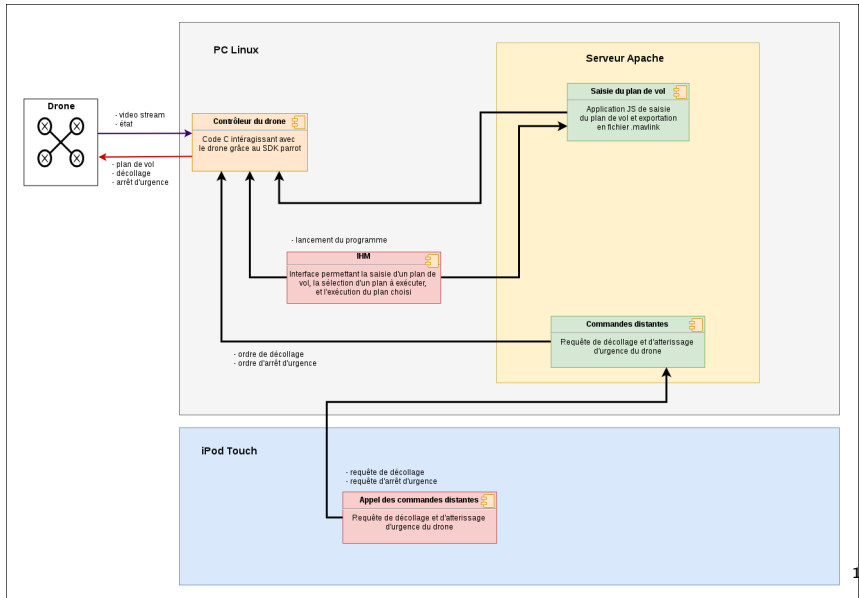 PC Linux
Serveur Apache
Drone
- video stream
- état
- plan de vol
- décollage
- arrêt d'urgence
Contrôleur du drone
Code C intéragissant avec
le drone grâce au SDK parrot
Saisie du plan de vol
Application JS de saisie
du plan de vol et exportation
en fichier .mavlink
- lancement du programme
IHM
Interface permettant la saisie d'un plan de
vol, la sélection d'un plan à exécuter,
et l'exécution du plan choisi
Commandes distantes
Requête de décollage et d'atterissage
d'urgence du drone
- ordre de décollage
- ordre d'arrêt d'urgence
iPod Touch
- requête de décollage
- requête d'arrêt d'urgence
Appel des commandes distantes
Requête de décollage et d'atterissage
d'urgence du drone
1